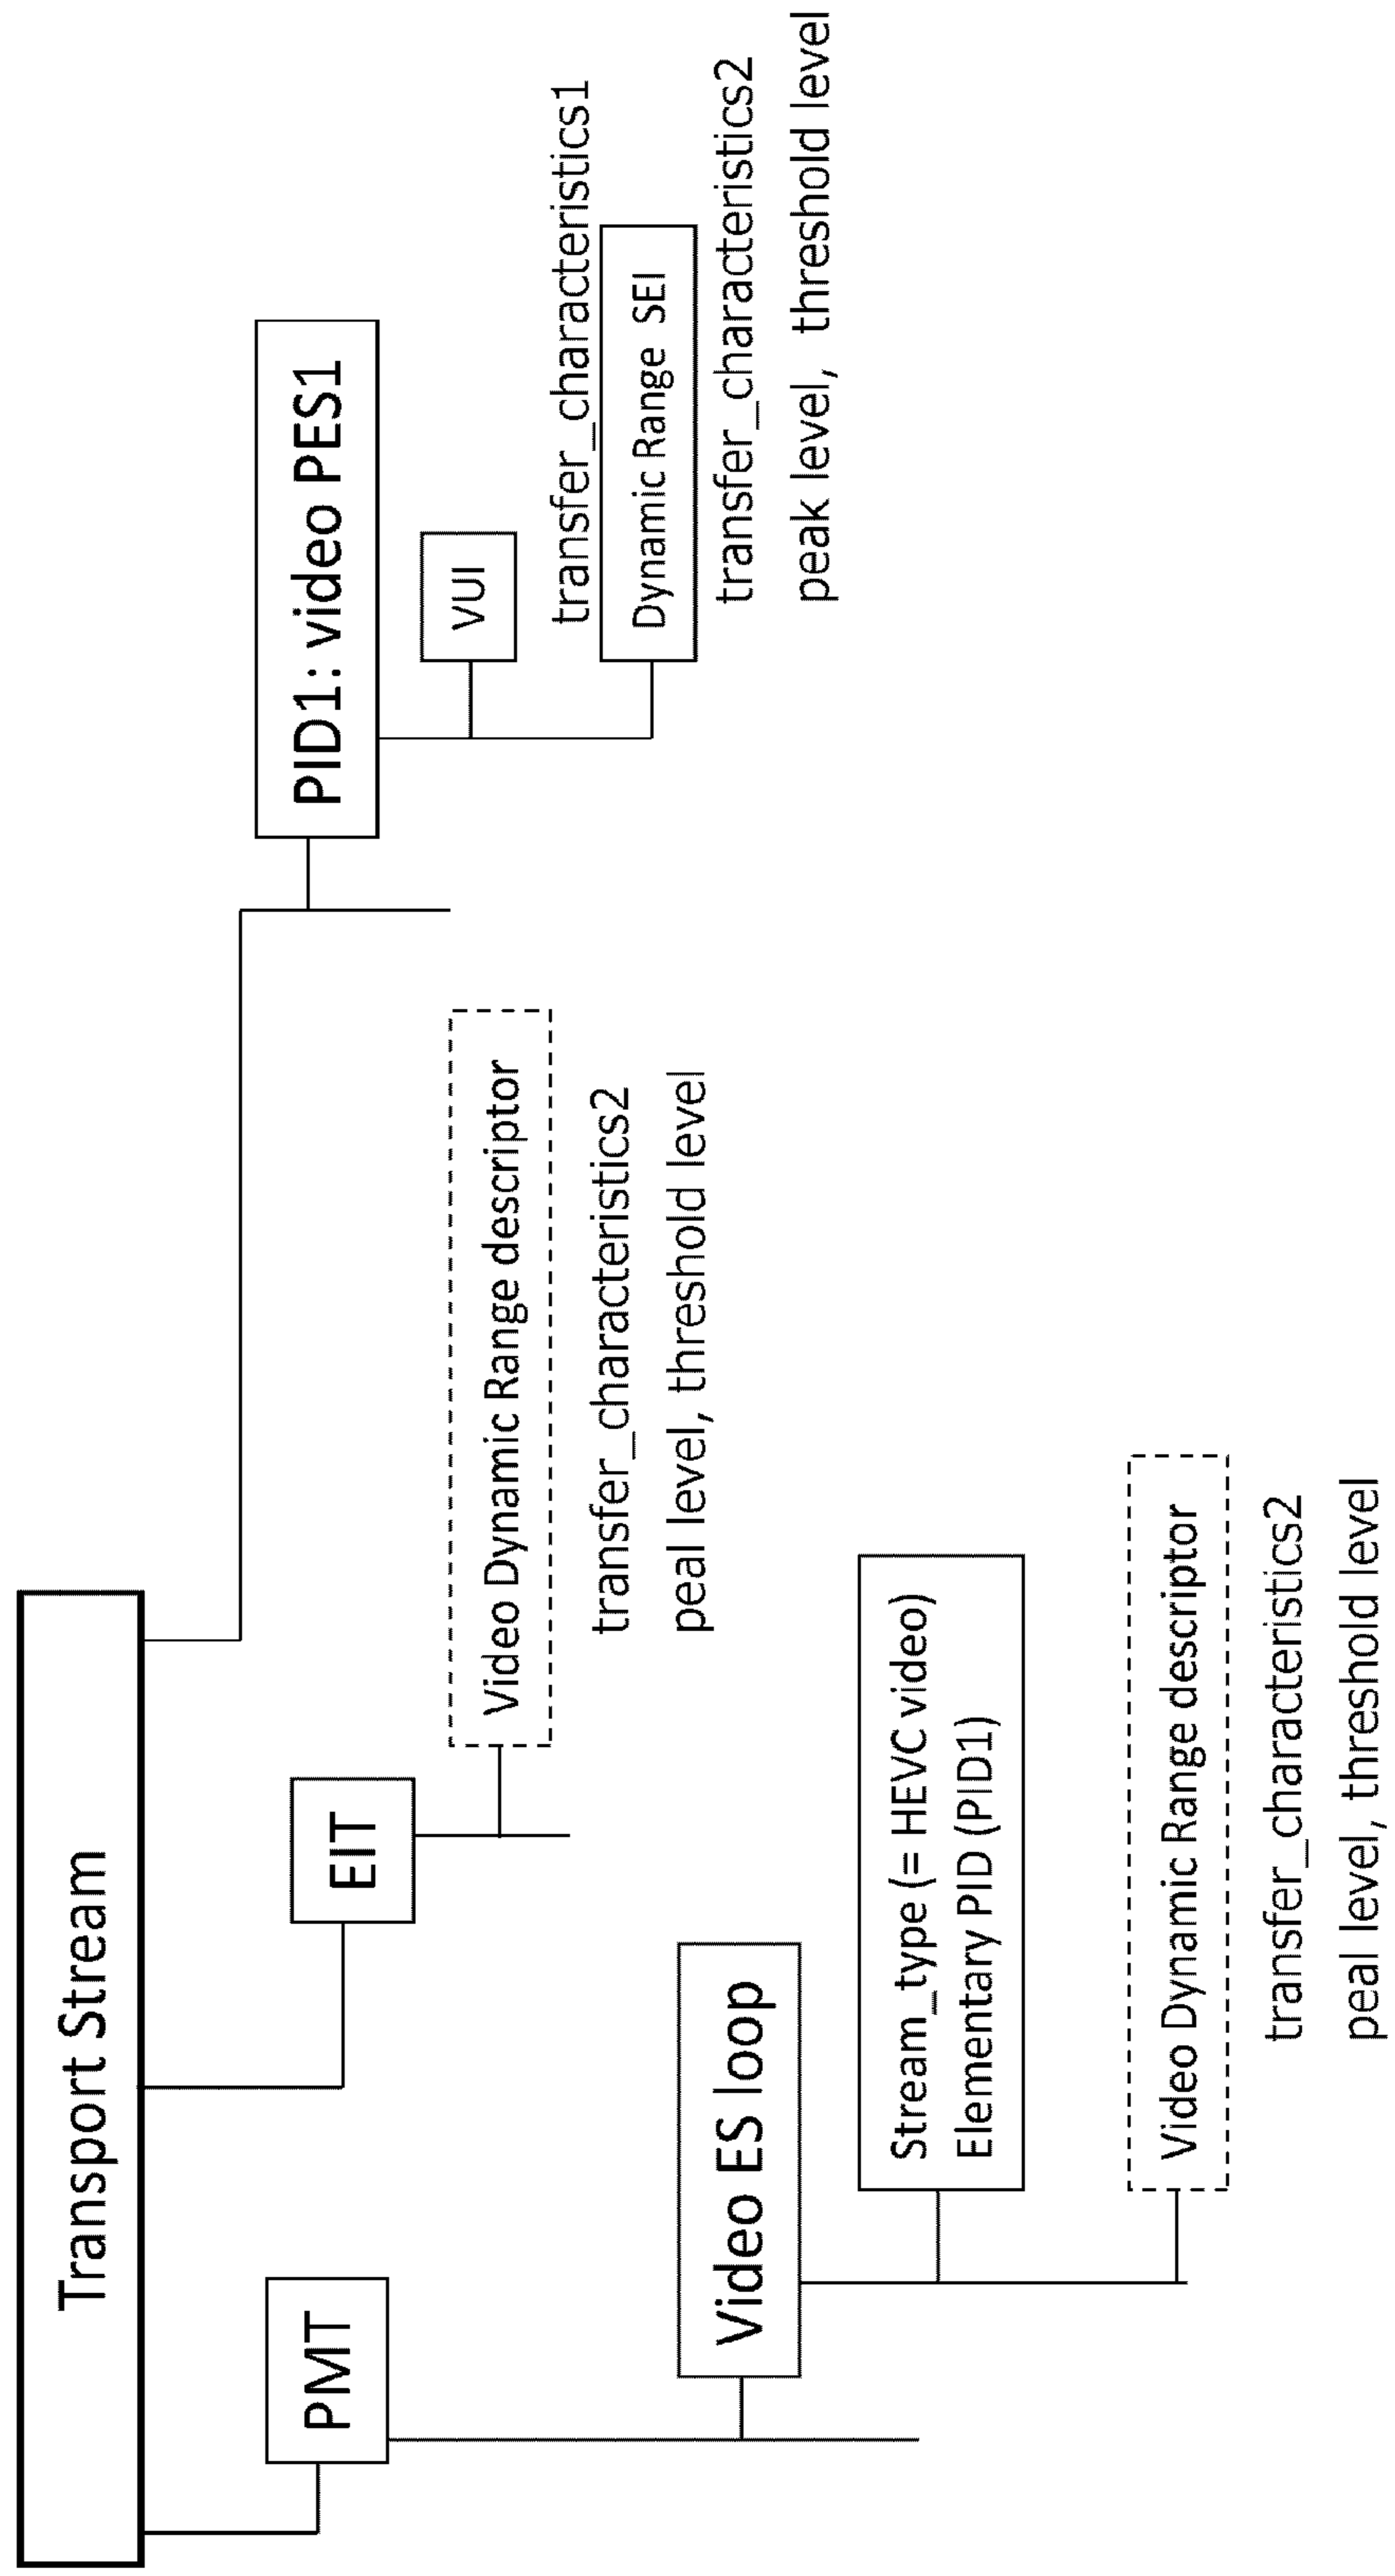 Transport Stream
PMT
Video ES loop
Stream_type (= HEVC video)
Elementary PID (PID1)
Video Dynamic Range descriptor
transfer_characteristics2
peal level, threshold level
EIT
Video Dynamic Range descriptor
transfer_characteristics2
peal level, threshold level
PID1: video PES1
VUI
transfer_characteristics1
Dynamic Range SEI
transfer_characteristics2
peak level, threshold level